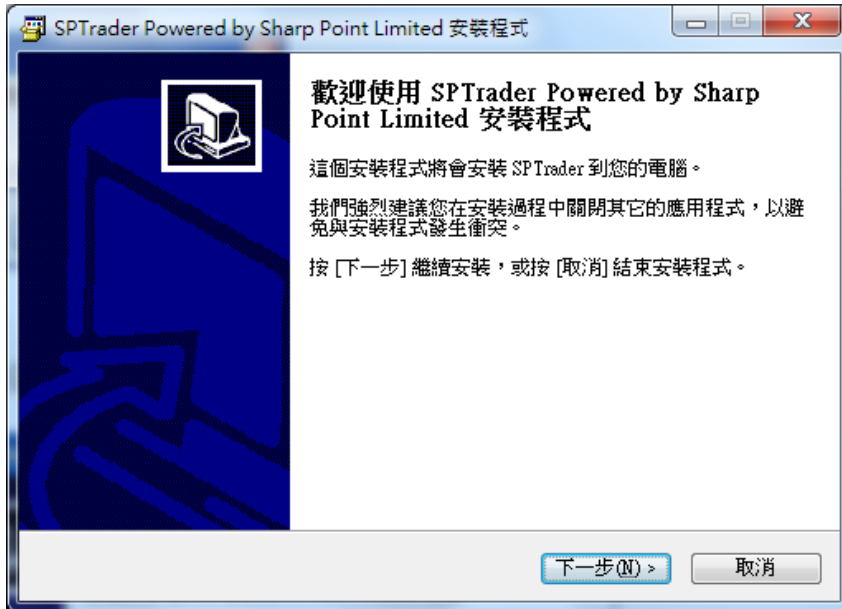 SPTrader Powered by Sharp Point Limited 安裝程式
歡迎使用 SPTrader Powered by Sharp
Point Limited 安裝程式
這個安裝程式將會安裝 SPTrader 到您的電腦。
我們強烈建議您在安裝過程中關閉其它的應用程式，以避
免與安裝程式發生衝突。
按 [下一步] 繼續安裝，或按 [取消] 結束安裝程式。
下一步(N) >
取消